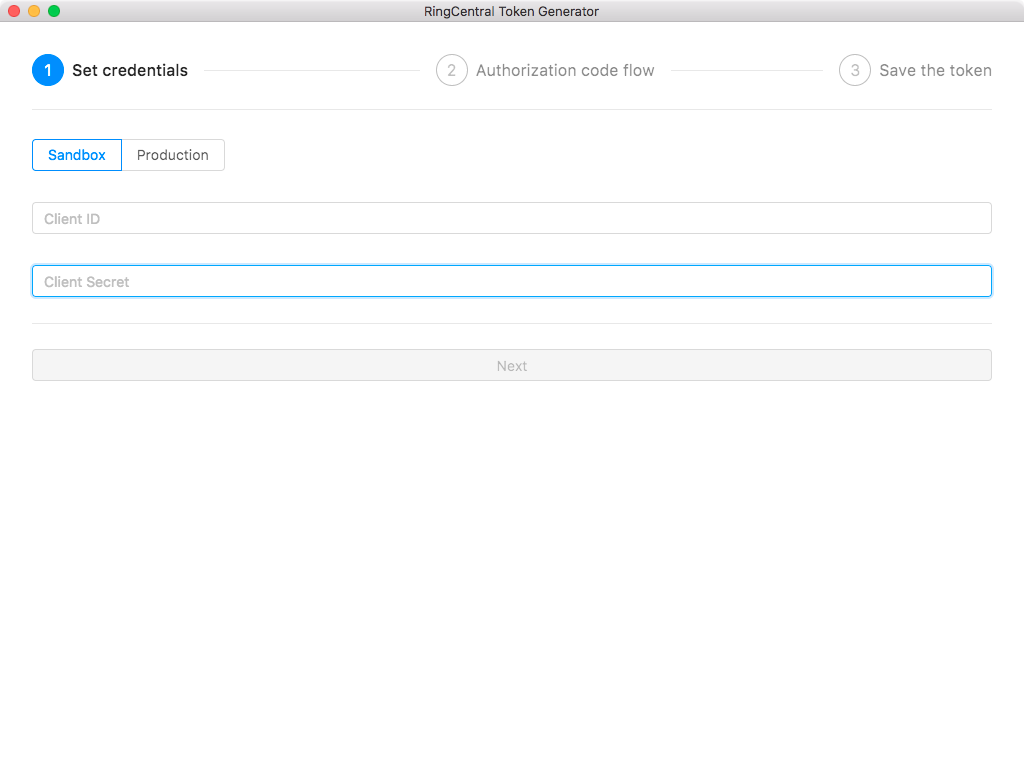 RingCentral Token Generator
1 Set credentials 2 Authorization code flow 3 Save the token
Sandbox Production
Client ID
Client Secret
Next